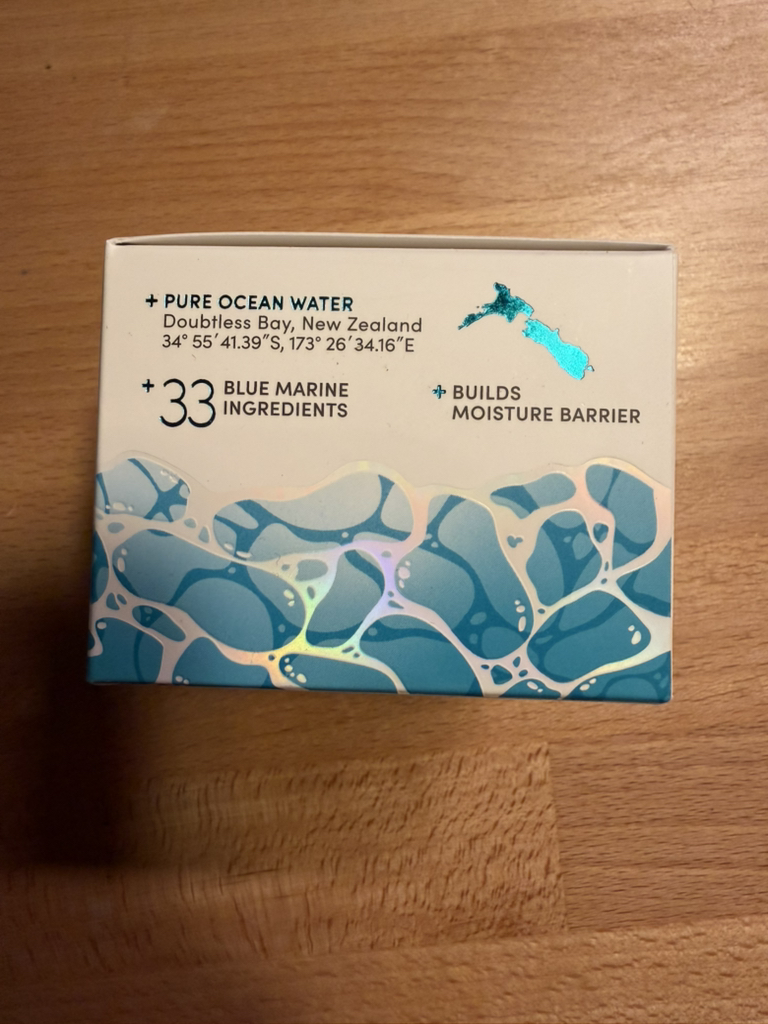 + PURE OCEAN WATER
Doubtless Bay, New Zealand
34° 55′41.39″S, 173° 26′34.16″E
+33 BLUE MARINE
INGREDIENTS
+ BUILDS
MOISTURE BARRIER